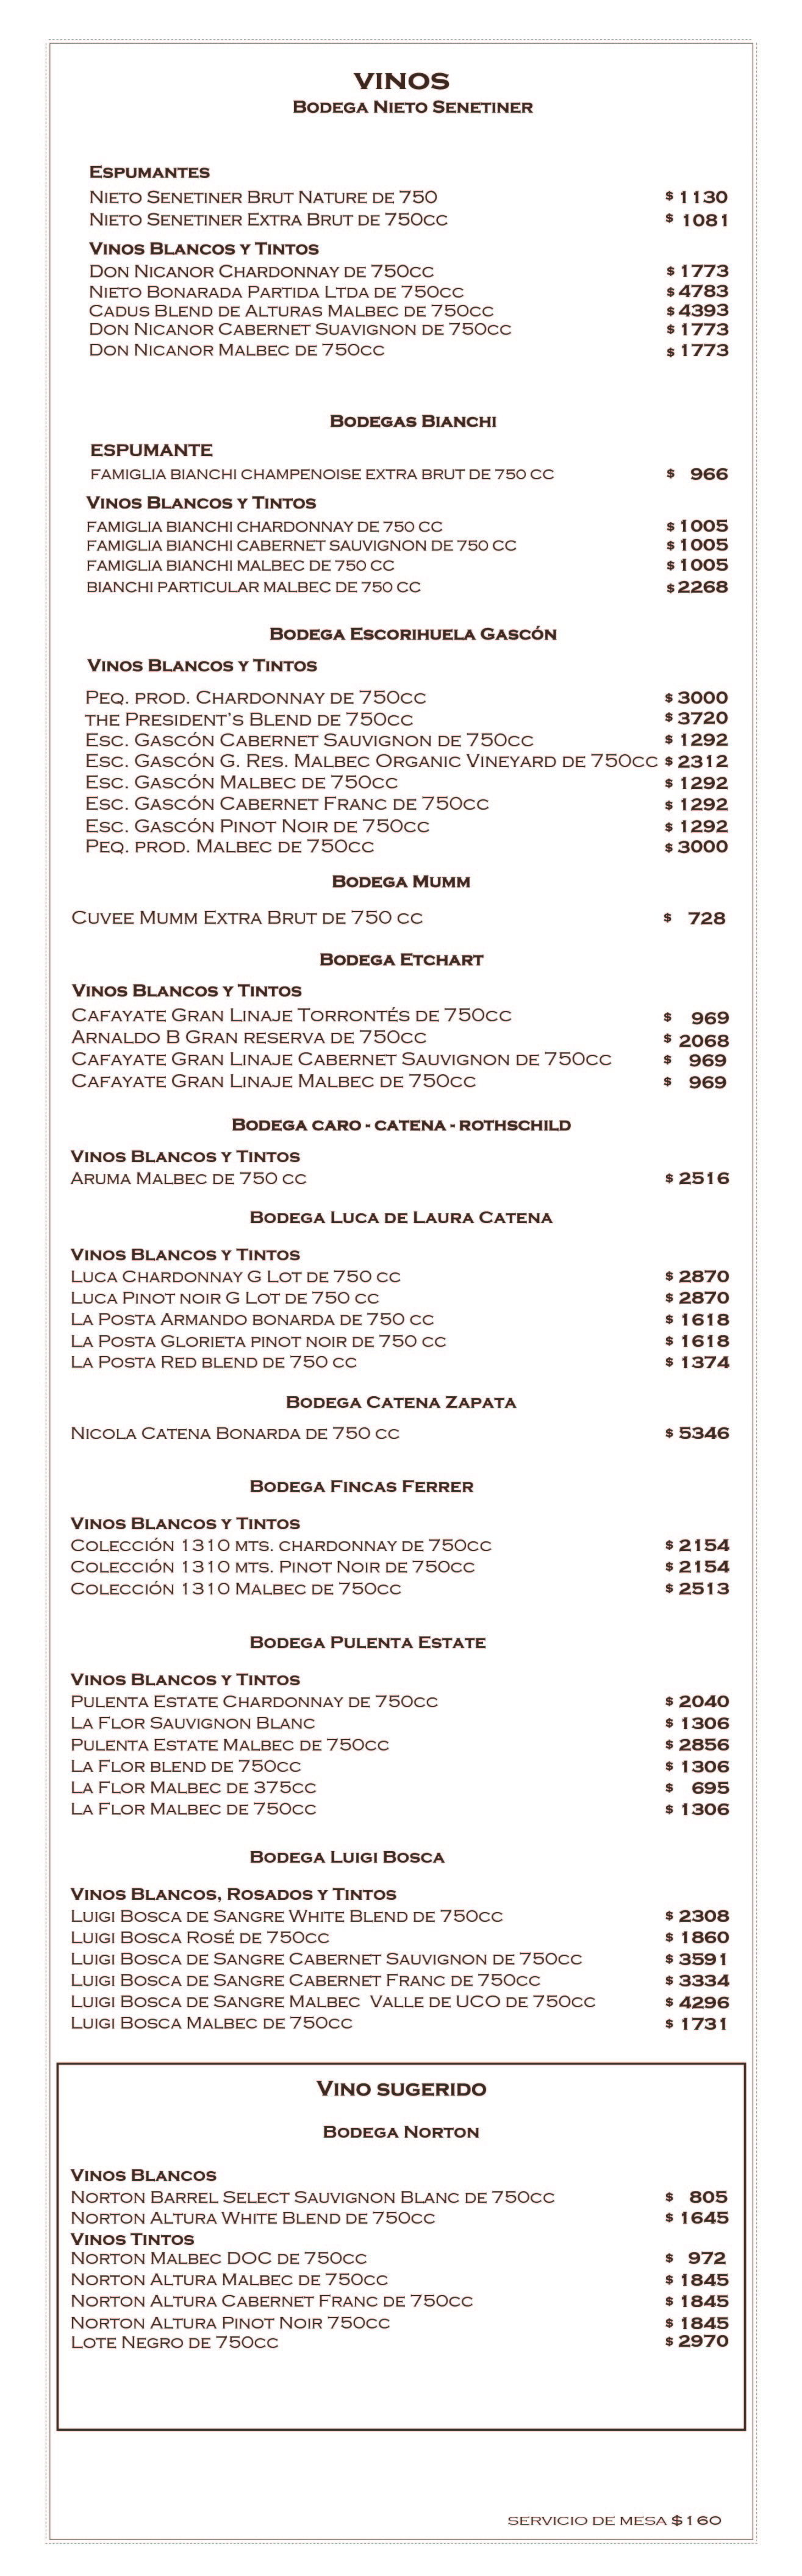 VINOS
Bodega Nieto Senetiner
Espumantes
Nieto Senetiner Brut Nature de 750 $ 1130
Nieto Senetiner Extra Brut de 750cc $ 1081
Vinos Blancos y Tintos
Don Nicanor Chardonnay de 750cc $ 1773
Nieto Bonarada Partida Ltda de 750cc $ 4783
Cadus Blend de Alturas Malbec de 750cc $ 4393
Don Nicanor Cabernet Suavignon de 750cc $ 1773
Don Nicanor Malbec de 750cc $ 1773
Bodegas Bianchi
ESPUMANTE
FAMIGLIA BIANCHI CHAMPENOISE EXTRA BRUT DE 750 CC $ 966
Vinos Blancos y Tintos
FAMIGLIA BIANCHI CHARDONNAY DE 750 CC $ 1005
FAMIGLIA BIANCHI CABERNET SAUVIGNON DE 750 CC $ 1005
FAMIGLIA BIANCHI MALBEC DE 750 CC $ 1005
BIANCHI PARTICULAR MALBEC DE 750 CC $ 2268
Bodega Escorihuela Gascón
Vinos Blancos y Tintos
Peq. prod. Chardonnay de 750cc $ 3000
the President's Blend de 750cc $ 3720
Esc. Gascón Cabernet Sauvignon de 750cc $ 1292
Esc. Gascón G. Res. Malbec Organic Vineyard de 750cc $ 2312
Esc. Gascón Malbec de 750cc $ 1292
Esc. Gascón Cabernet Franc de 750cc $ 1292
Esc. Gascón Pinot Noir de 750cc $ 1292
Peq. prod. Malbec de 750cc $ 3000
Bodega Mumm
Cuvee Mumm Extra Brut de 750 cc $ 728
Bodega Etchart
Vinos Blancos y Tintos
Cafayate Gran Linaje Torrontés de 750cc $ 969
Arnaldo B Gran reserva de 750cc $ 2068
Cafayate Gran Linaje Cabernet Sauvignon de 750cc $ 969
Cafayate Gran Linaje Malbec de 750cc $ 969
Bodega caro - catena - rothschild
Vinos Blancos y Tintos
Aruma Malbec de 750 cc $ 2516
Bodega Luca de Laura Catena
Vinos Blancos y Tintos
Luca Chardonnay G Lot de 750 cc $ 2870
Luca Pinot noir G Lot de 750 cc $ 2870
La Posta Armando bonarda de 750 cc $ 1618
La Posta Glorieta pinot noir de 750 cc $ 1618
La Posta Red blend de 750 cc $ 1374
Bodega Catena Zapata
Nicola Catena Bonarda de 750 cc $ 5346
Bodega Fincas Ferrer
Vinos Blancos y Tintos
Colección 1310 mts. chardonnay de 750cc $ 2154
Colección 1310 mts. Pinot Noir de 750cc $ 2154
Colección 1310 Malbec de 750cc $ 2513
Bodega Pulenta Estate
Vinos Blancos y Tintos
Pulenta Estate Chardonnay de 750cc $ 2040
La Flor Sauvignon Blanc $ 1306
Pulenta Estate Malbec de 750cc $ 2856
La Flor blend de 750cc $ 1306
La Flor Malbec de 375cc $ 695
La Flor Malbec de 750cc $ 1306
Bodega Luigi Bosca
Vinos Blancos, Rosados y Tintos
Luigi Bosca de Sangre White Blend de 750cc $ 2308
Luigi Bosca Rosé de 750cc $ 1860
Luigi Bosca de Sangre Cabernet Sauvignon de 750cc $ 3591
Luigi Bosca de Sangre Cabernet Franc de 750cc $ 3334
Luigi Bosca de Sangre Malbec Valle de UCO de 750cc $ 4296
Luigi Bosca Malbec de 750cc $ 1731
Vino sugerido
Bodega Norton
Vinos Blancos
Norton Barrel Select Sauvignon Blanc de 750cc $ 805
Norton Altura White Blend de 750cc $ 1645
Vinos Tintos
Norton Malbec DOC de 750cc $ 972
Norton Altura Malbec de 750cc $ 1845
Norton Altura Cabernet Franc de 750cc $ 1845
Norton Altura Pinot Noir 750cc $ 1845
Lote Negro de 750cc $ 2970
SERVICIO DE MESA $ 160